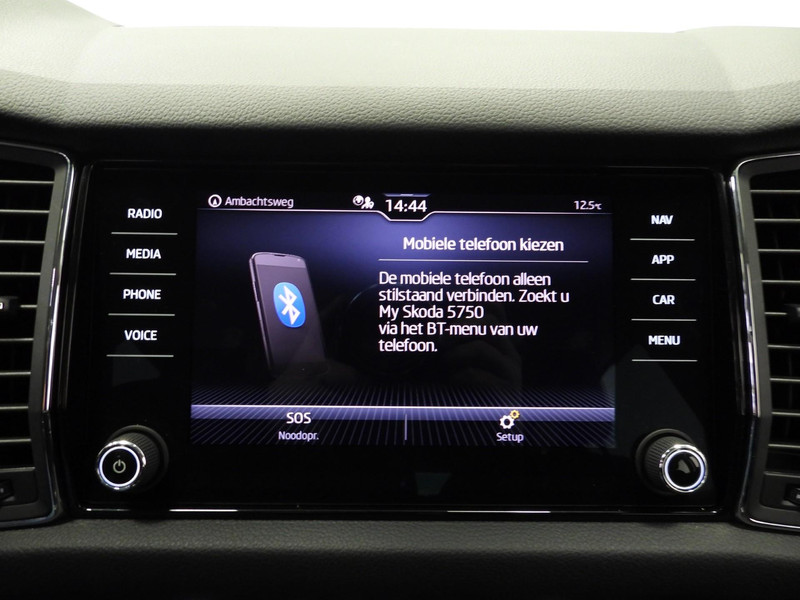 Ambachtsweg
14:44
12.5°C
RADIO
MEDIA
PHONE
VOICE
NAV
APP
CAR
MENU
Mobiele telefoon kiezen
De mobiele telefoon alleen
stilstaand verbinden. Zoekt u
My Skoda 5750
via het BT-menu van uw
telefoon.
SOS
Noodopr.
Setup